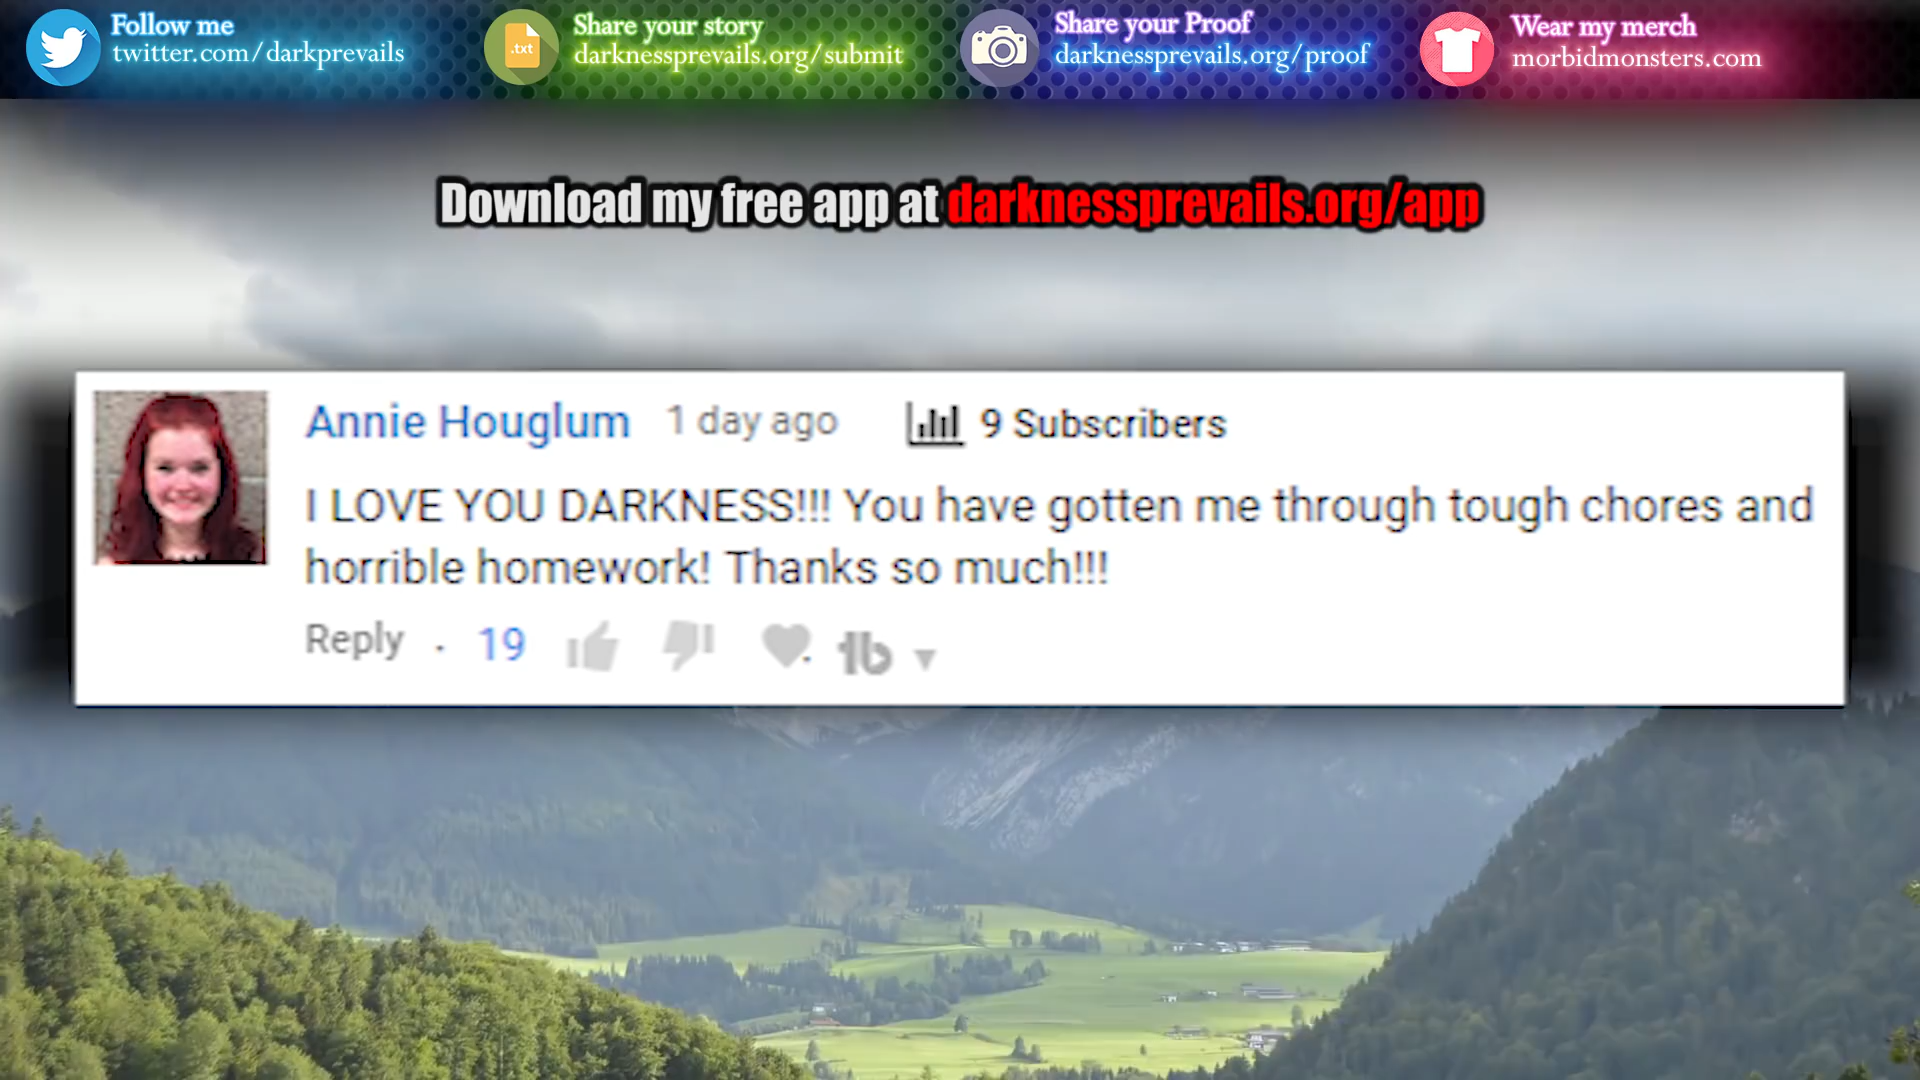 Follow me
twitter.com/darkprevails
Share your story
darknessprevails.org/submit
Share your Proof
darknessprevails.org/proof
Wear my merch
morbidmonsters.com
.txt
Download my free app at darknessprevails.org/app
Annie Houglum 1 day ago 9 Subscribers
I LOVE YOU DARKNESS!!! You have gotten me through tough chores and
horrible homework! Thanks so much!!!
Reply · 19